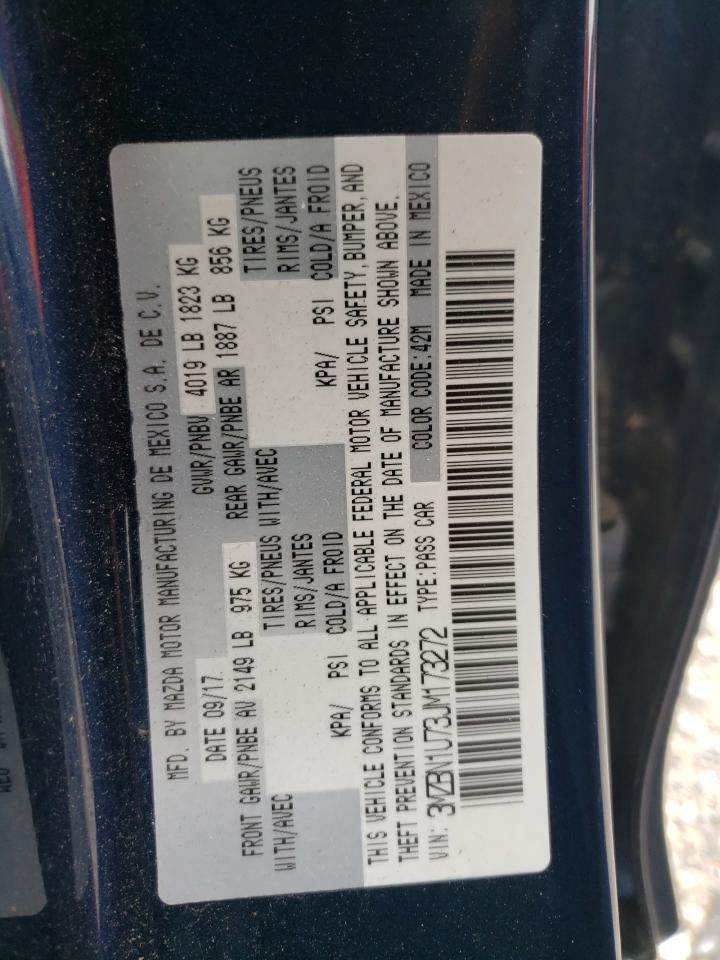 MFD. BY MAZDA MOTOR MANUFACTURING DE MEXICO S.A. DE C.V.
DATE 09/17 GVWR/PNBV 4019 LB 1823 KG
FRONT GAWR/PNBE AV 2149 LB 975 KG REAR GAWR/PNBE AR 1887 LB 856 KG
WITH/AVEC TIRES/PNEUS WITH/AVEC TIRES/PNEUS
RIMS/JANTES RIMS/JANTES
KPA/ PSI COLD/A FROID KPA/ PSI COLD/A FROID
THIS VEHICLE CONFORMS TO ALL APPLICABLE FEDERAL MOTOR VEHICLE SAFETY, BUMPER, AND
THEFT PREVENTION STANDARDS IN EFFECT ON THE DATE OF MANUFACTURE SHOWN ABOVE.
VIN: 3MZBN1U73JM173272 TYPE:PASS CAR COLOR CODE:42M MADE IN MEXICO